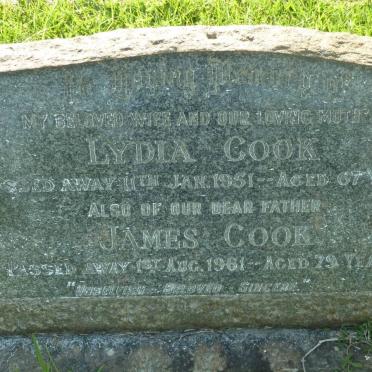 In Loving Memory of
MY BELOVED WIFE AND OUR LOVING MOTHER
LYDIA COOK
PASSED AWAY 11TH JAN. 1951 – AGED 67 Y
ALSO OF OUR DEAR FATHER
JAMES COOK
PASSED AWAY 1ST AUG. 1961 – AGED 79 YEA
BELOVED SINCERE."